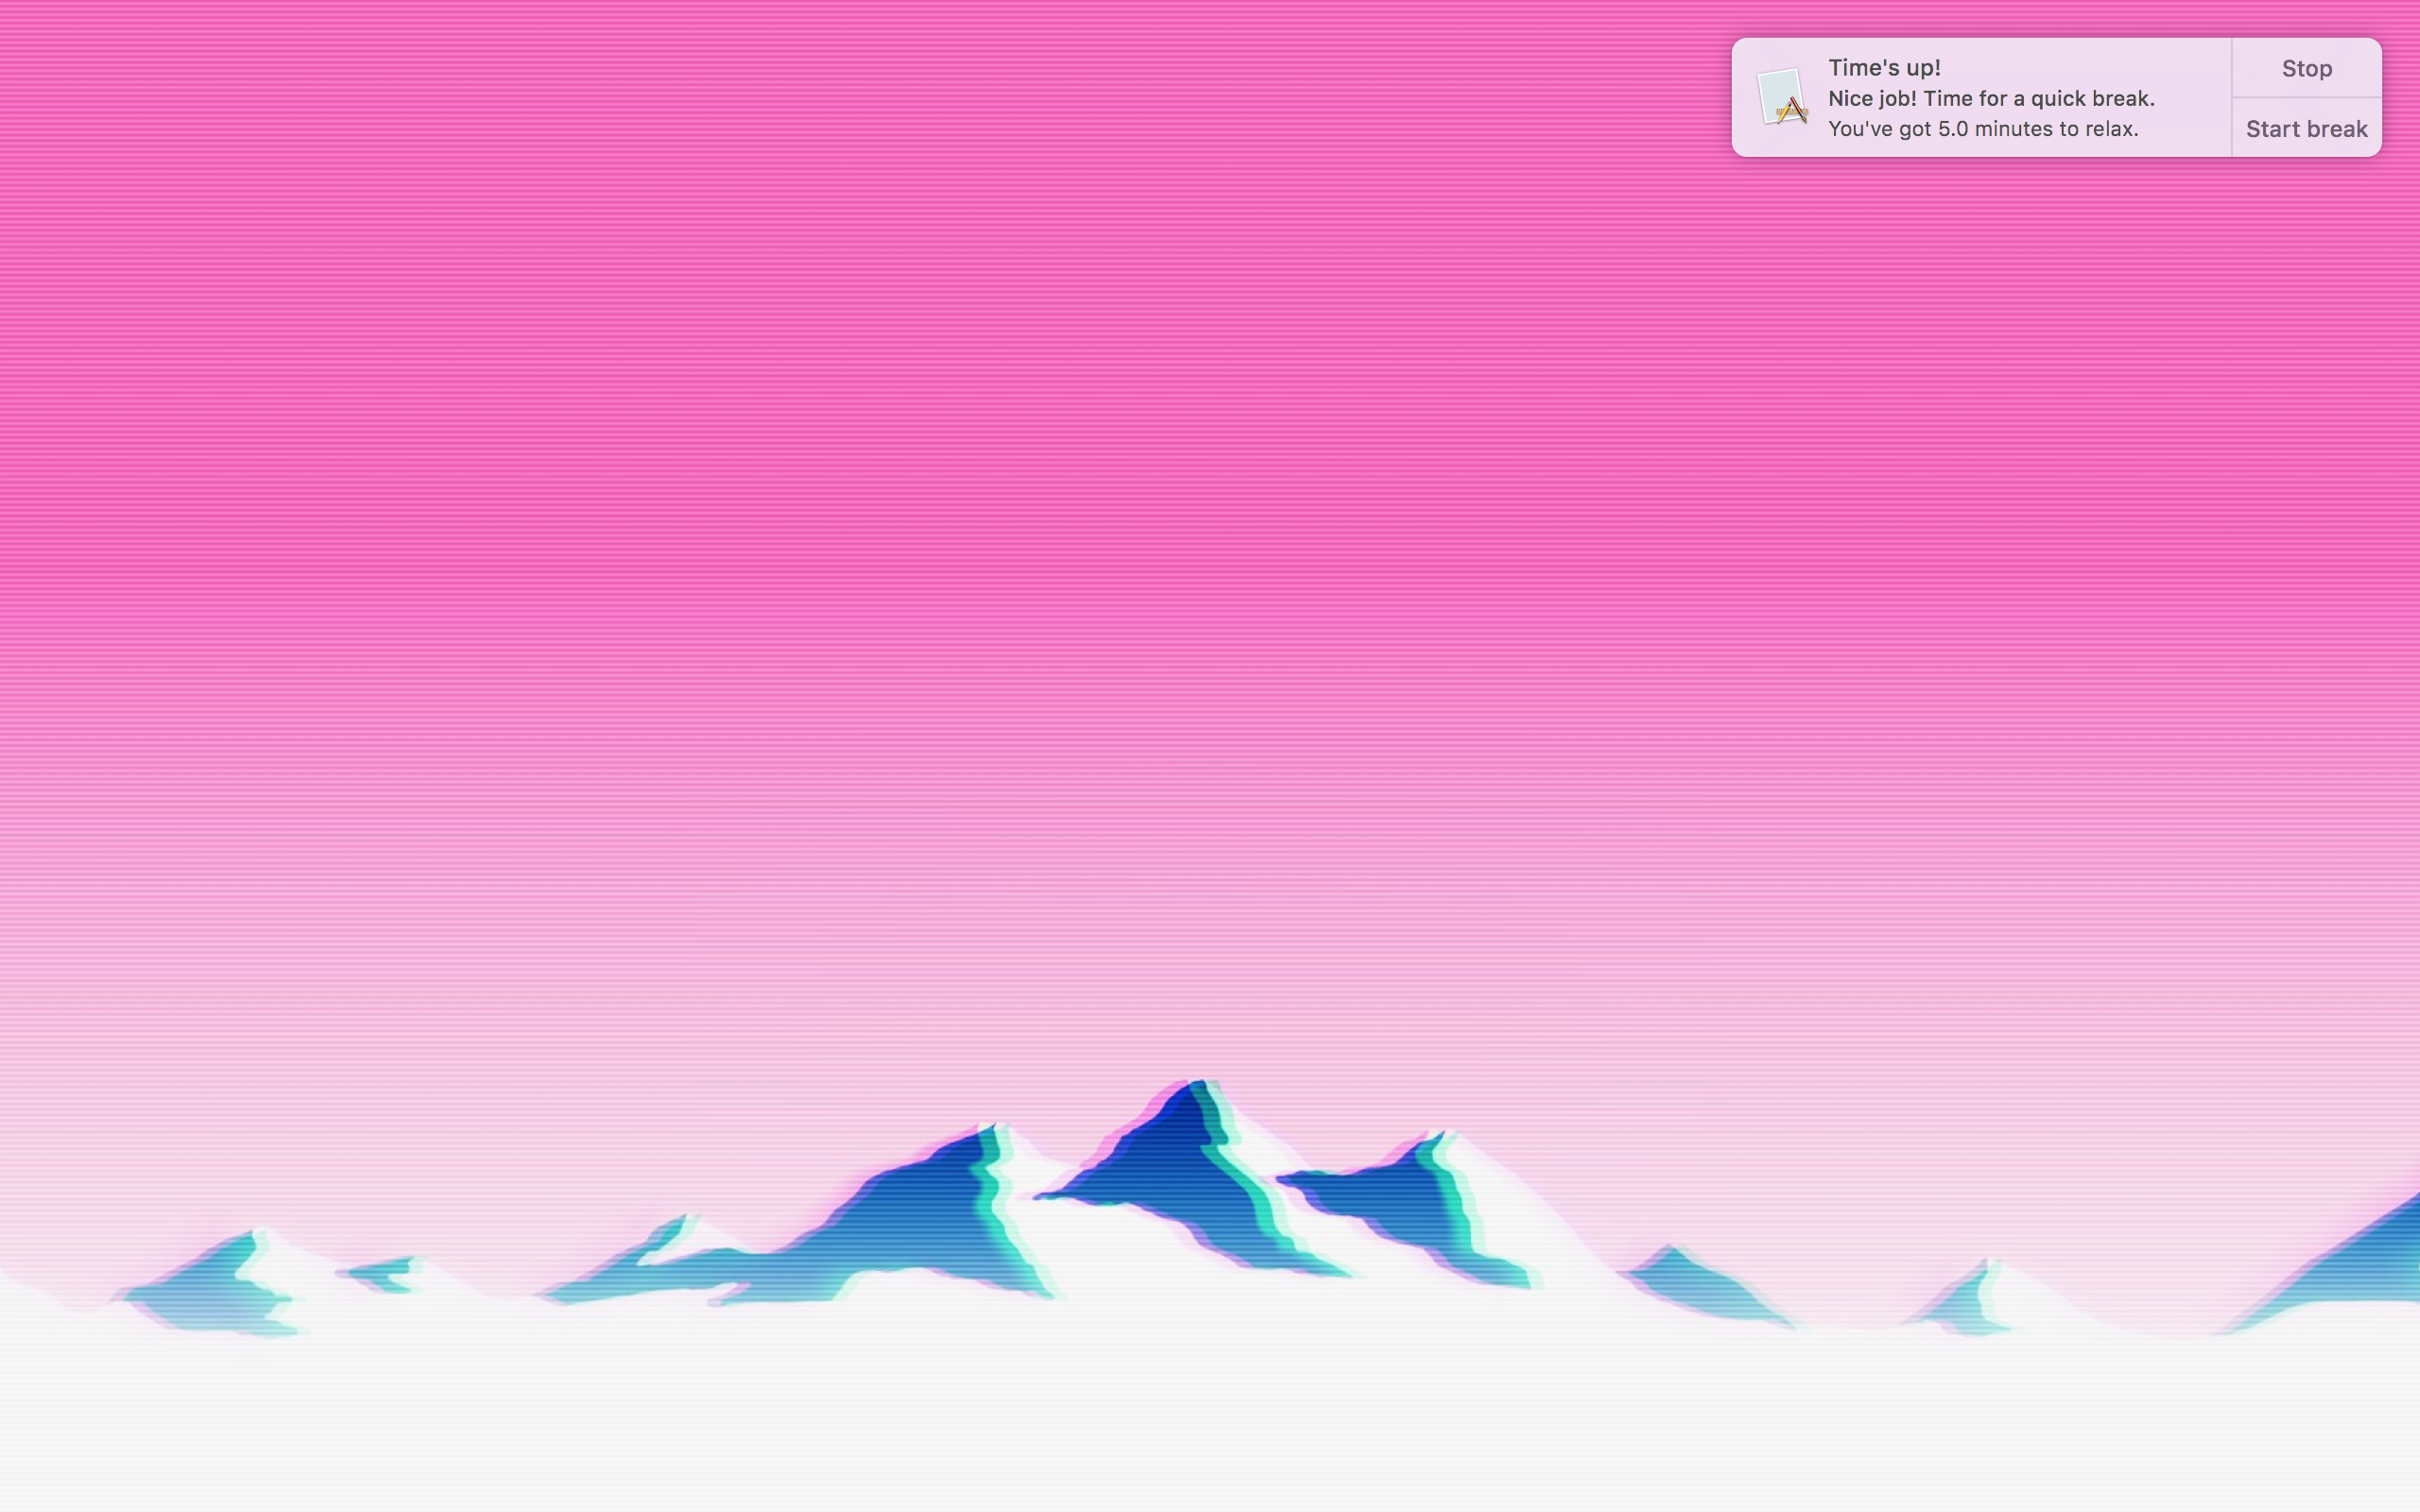 Time's up!
Nice job! Time for a quick break.
You've got 5.0 minutes to relax.
Stop
Start break